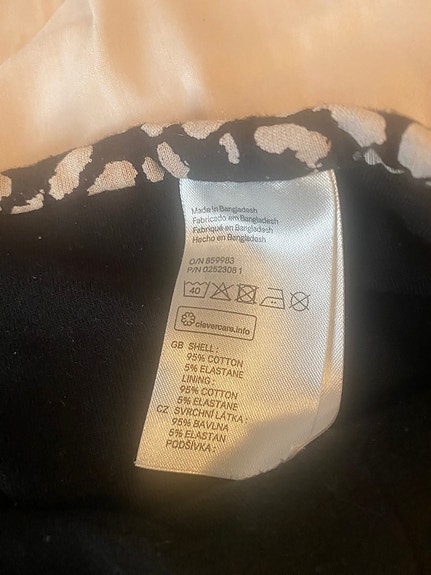 Made in Bangladesh
Fabricado en Bangladesh
Fabriqué en Bangladesh
Hecho en Bangladesh
O/N 859983
P/N 0252308 1
40
clevercare.info
GB SHELL :
95% COTTON
5% ELASTANE
LINING :
95% COTTON
5% ELASTANE
CZ SVRCHNÍ LÁTKA :
95% BAVLNA
5% ELASTAN
PODŠÍVKA :